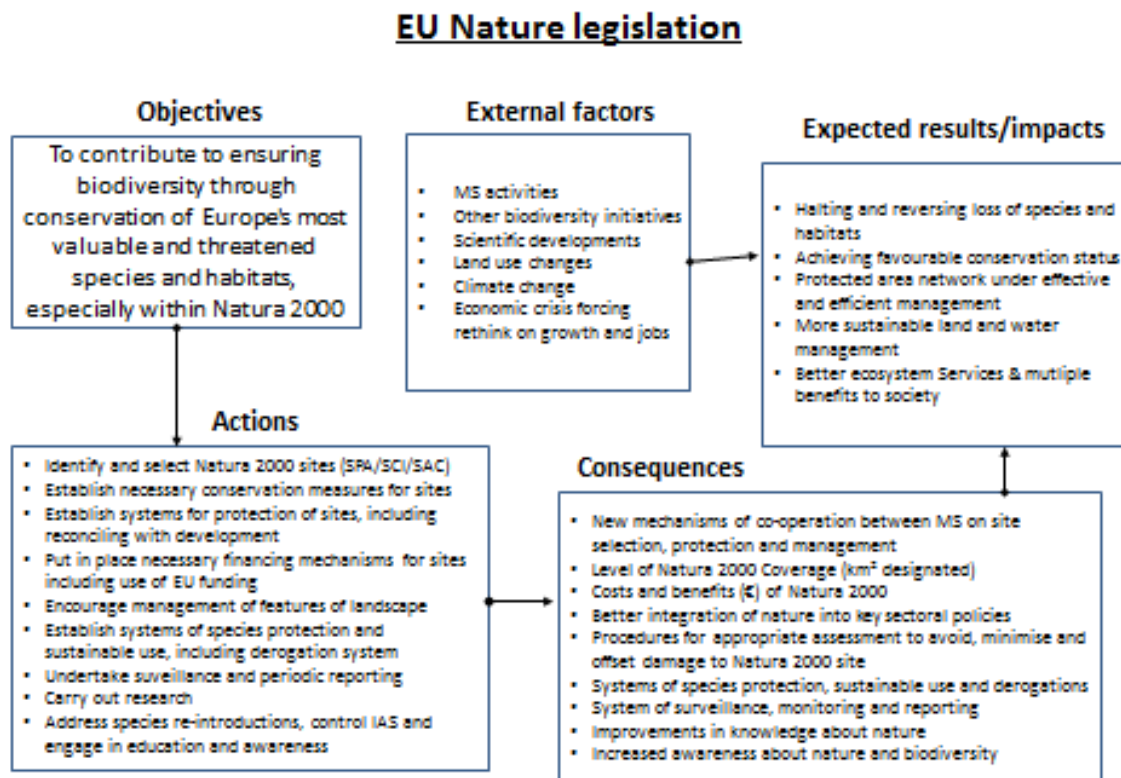 EU Nature legislation
Objectives
To contribute to ensuring
biodiversity through
conservation of Europe's most
valuable and threatened
species and habitats,
especially within Natura 2000
External factors
• MS activities
• Other biodiversity initiatives
• Scientific developments
• Land use changes
• Climate change
• Economic crisis forcing
rethink on growth and jobs
Expected results/impacts
• Halting and reversing loss of species and
habitats
• Achieving favourable conservation status
• Protected area network under effective
and efficient management
• More sustainable land and water
management
• Better ecosystem Services & mutliple
benefits to society
Actions
• Identify and select Natura 2000 sites (SPA/SCI/SAC)
• Establish necessary conservation measures for sites
• Establish systems for protection of sites, including
reconciling with development
• Put in place necessary financing mechanisms for sites
including use of EU funding
• Encourage management of features of landscape
• Establish systems of species protection and
sustainable use, including derogation system
• Undertake suveillance and periodic reporting
• Carry out research
• Address species re-introductions, control IAS and
engage in education and awareness
Consequences
• New mechanisms of co-operation between MS on site
selection, protection and management
• Level of Natura 2000 Coverage (km² designated)
• Costs and benefits (€) of Natura 2000
• Better integration of nature into key sectoral policies
• Procedures for appropriate assessment to avoid, minimise and
offset damage to Natura 2000 site
• Systems of species protection, sustainable use and derogations
• System of surveillance, monitoring and reporting
• Improvements in knowledge about nature
• Increased awareness about nature and biodiversity